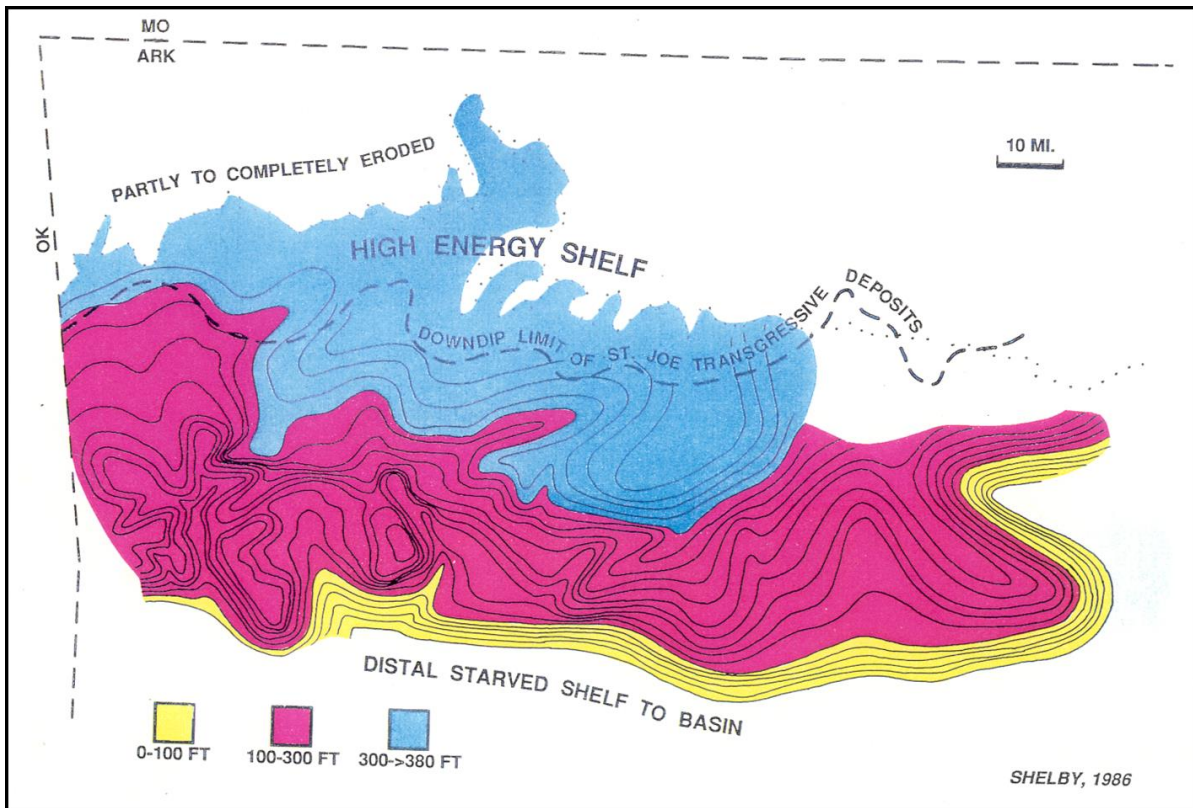 MO
ARK
OK
PARTLY TO COMPLETELY ERODED
10 MI.
HIGH ENERGY SHELF
DOWNDIP LIMIT OF ST. JOE TRANSGRESSIVE DEPOSITS
DISTAL STARVED SHELF TO BASIN
0-100 FT
100-300 FT
300->380 FT
SHELBY, 1986